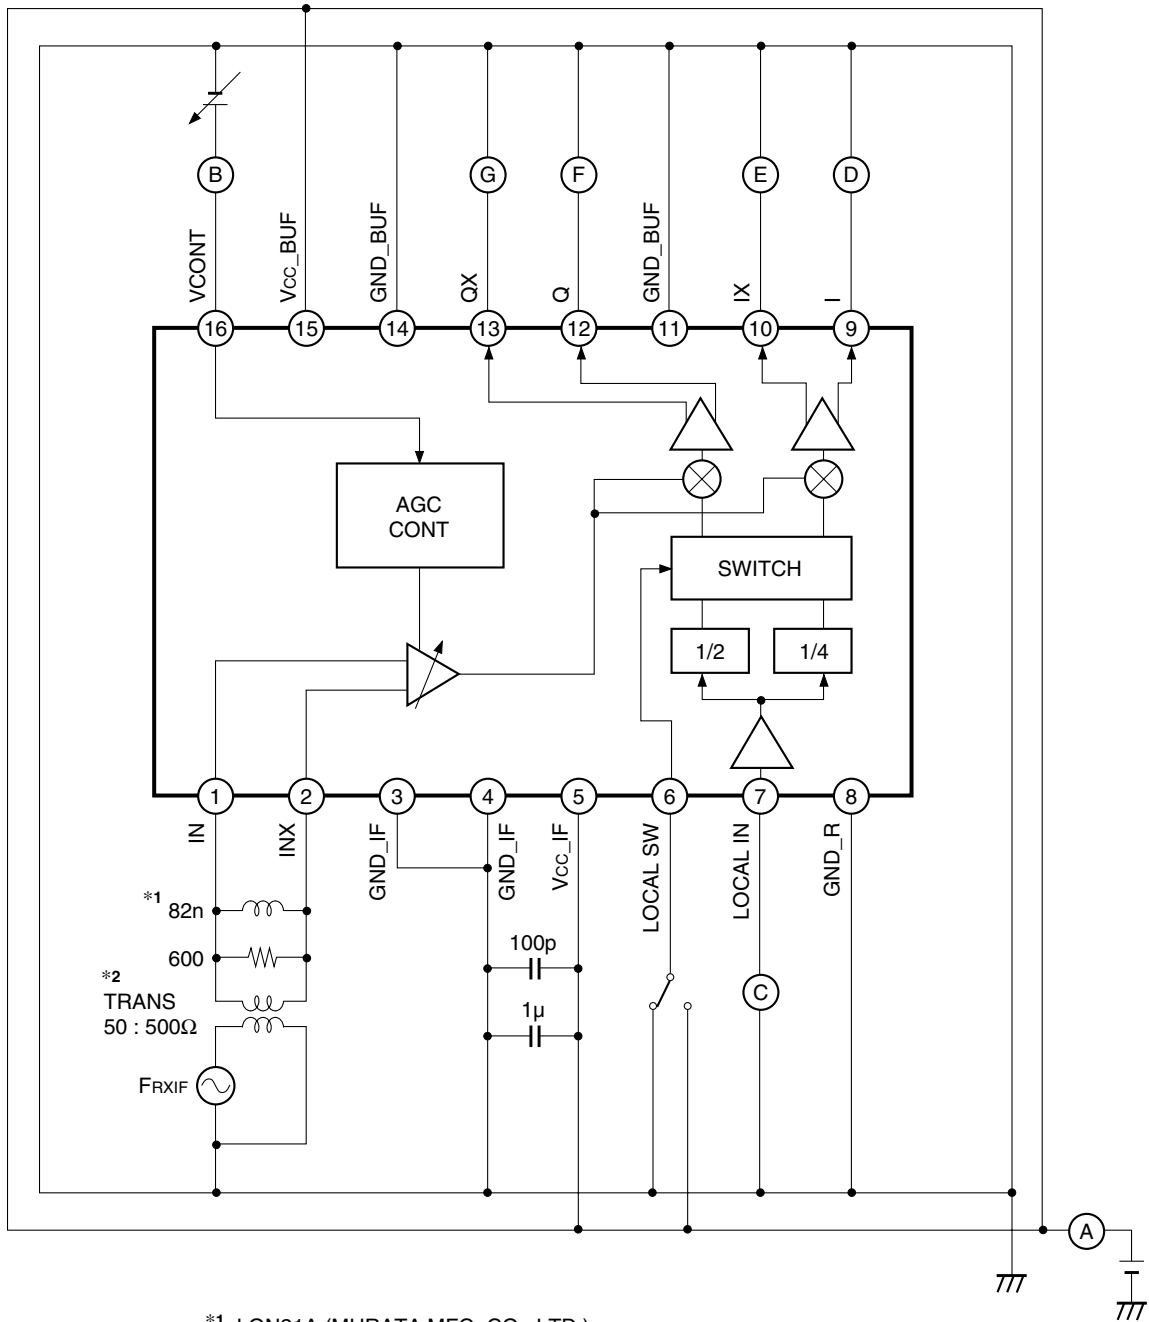 B
G
F
E
D
VCONT
VCC_BUF
GND_BUF
QX
Q
GND_BUF
IX
I
16
15
14
13
12
11
10
9
AGC
CONT
SWITCH
1/2
1/4
1
2
3
4
5
6
7
8
IN
INX
GND_IF
GND_IF
VCC_IF
LOCAL SW
LOCAL IN
GND_R
*1 82n
600
*2
TRANS
50 : 500Ω
FRXIF
100p
1µ
C
A